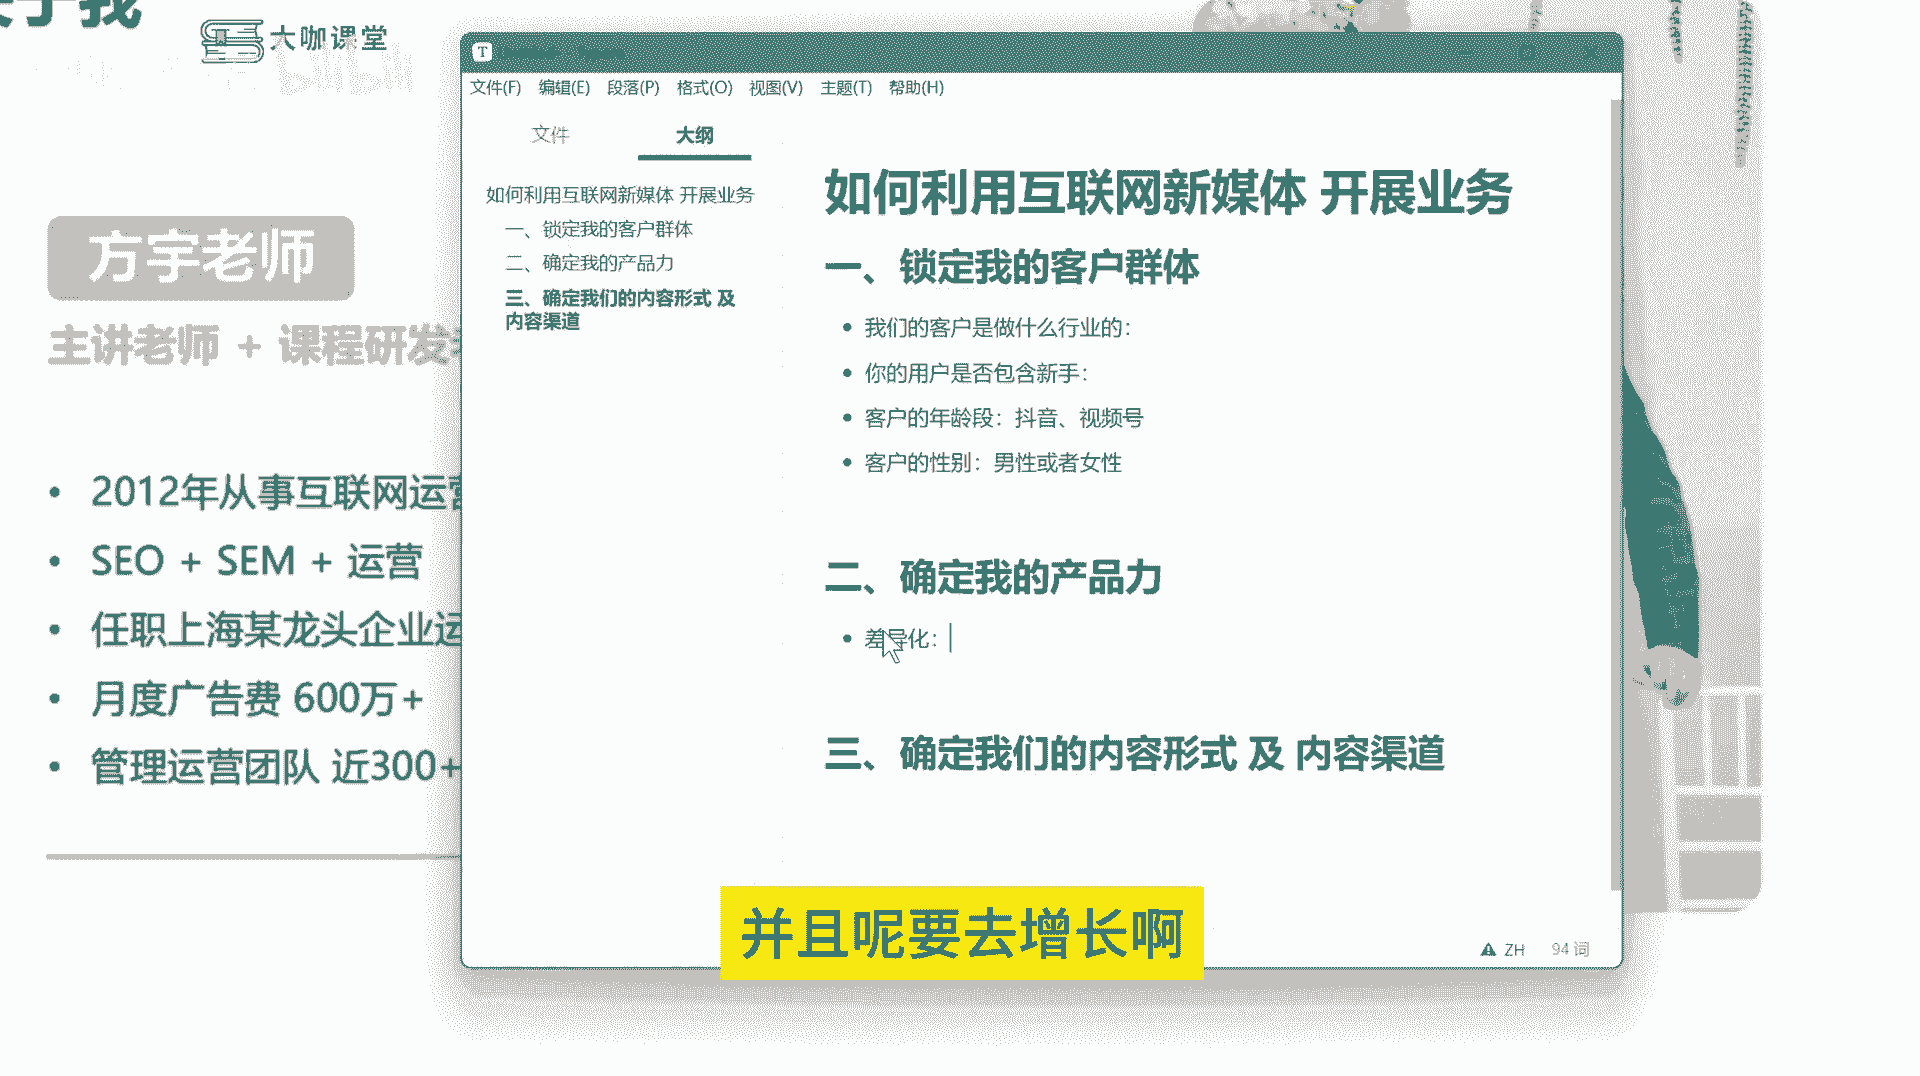 大咖课堂
bilibili
方宇老师
主讲老师 + 课程研发
• 2012年从事互联网运营
• SEO + SEM + 运营
• 任职上海某龙头企业运
• 月度广告费 600万+
• 管理运营团队 近300+
T
文件(F) 编辑(E) 段落(P) 格式(O) 视图(V) 主题(T) 帮助(H)
文件 大纲
如何利用互联网新媒体 开展业务
一、锁定我的客户群体
二、确定我的产品力
三、确定我们的内容形式 及
内容渠道
如何利用互联网新媒体 开展业务
一、锁定我的客户群体
• 我们的客户是做什么行业的：
• 你的用户是否包含新手：
• 客户的年龄段：抖音、视频号
• 客户的性别：男性或者女性
二、确定我的产品力
• 差异化：
三、确定我们的内容形式 及 内容渠道
ZH 94 词
并且呢要去增长啊